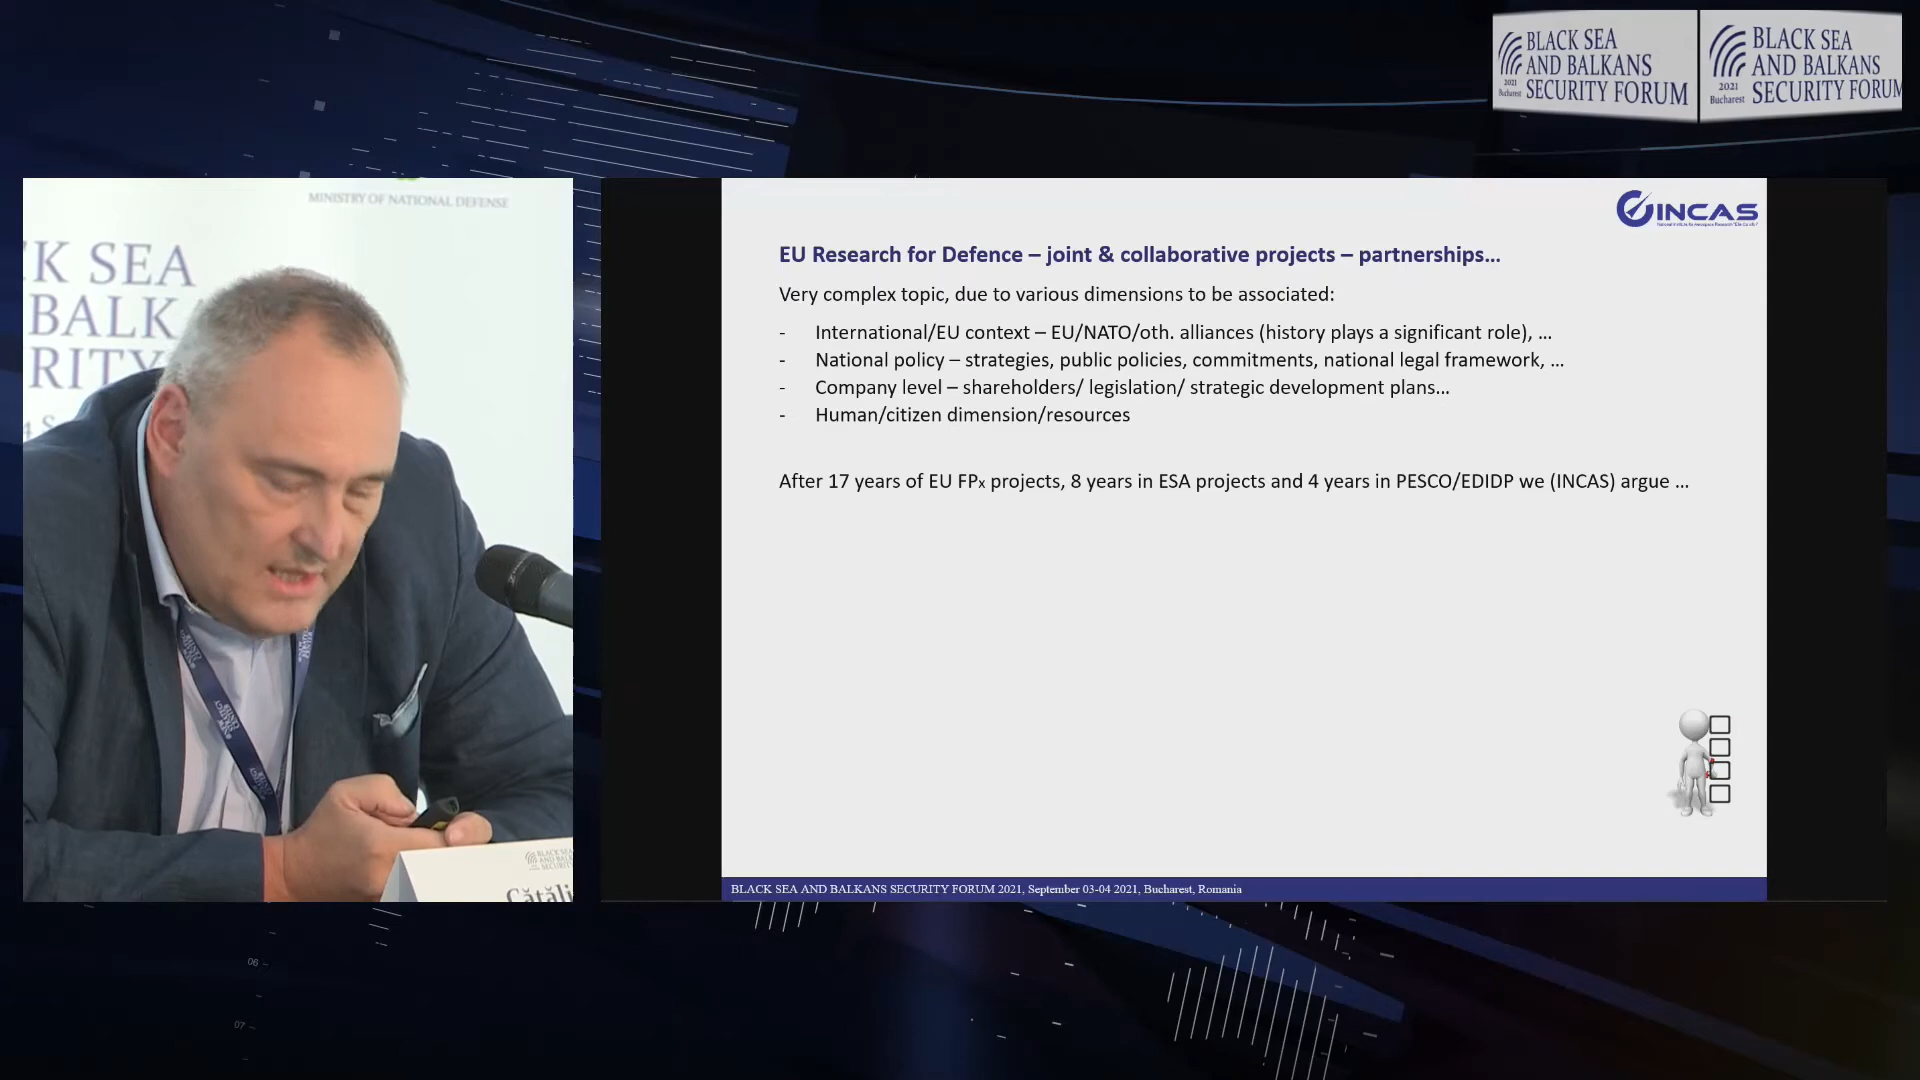 BLACK SEA
AND BALKANS
SECURITY FORUM
2021
Bucharest
BLACK SEA
AND BALKANS
SECURITY FORUM
2021
Bucharest
MINISTRY OF NATIONAL DEFENSE
CK SEA
BALK
RITY
Cătăli
INCAS
EU Research for Defence – joint & collaborative projects – partnerships...
Very complex topic, due to various dimensions to be associated:
- International/EU context – EU/NATO/oth. alliances (history plays a significant role), ...
- National policy – strategies, public policies, commitments, national legal framework, ...
- Company level – shareholders/ legislation/ strategic development plans...
- Human/citizen dimension/resources
After 17 years of EU FPx projects, 8 years in ESA projects and 4 years in PESCO/EDIDP we (INCAS) argue ...
BLACK SEA AND BALKANS SECURITY FORUM 2021, September 03-04 2021, Bucharest, Romania
06
07